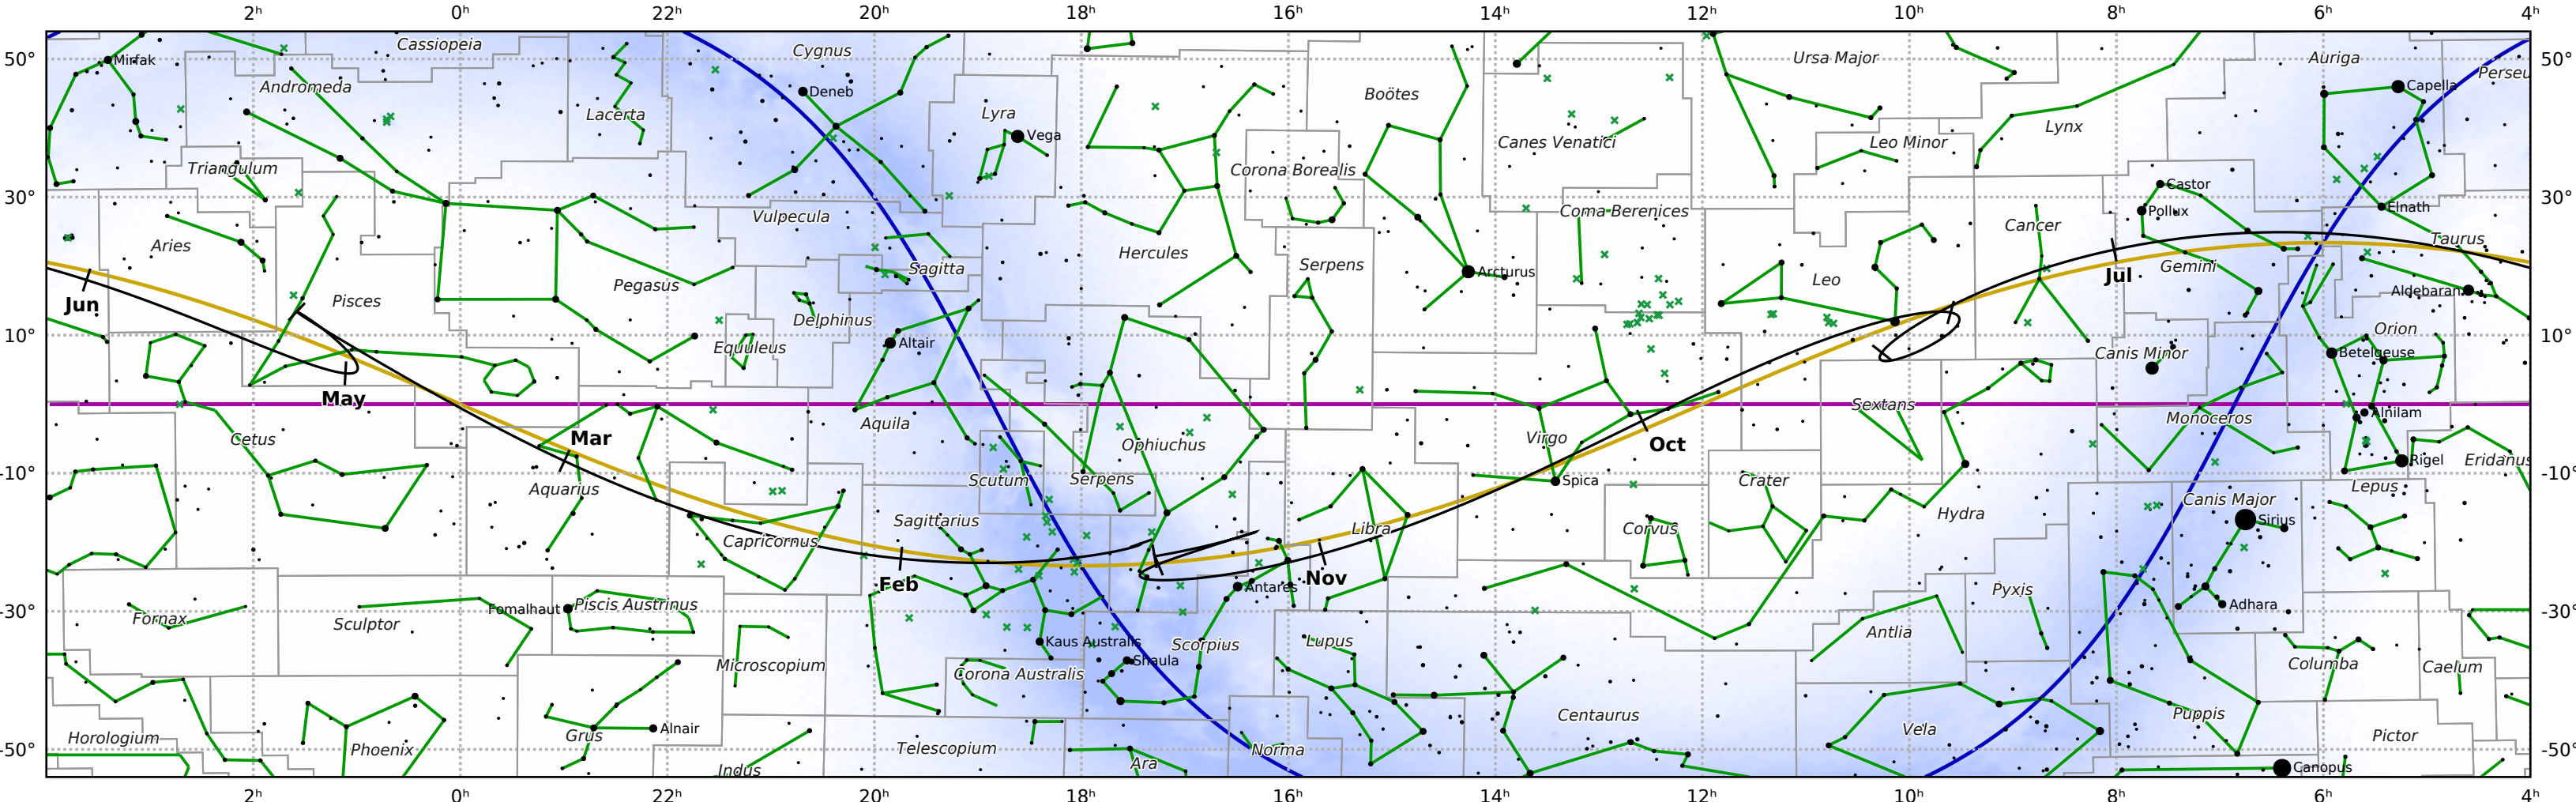 2ʰ 0ʰ 22ʰ 20ʰ 18ʰ 16ʰ 14ʰ 12ʰ 10ʰ 8ʰ 6ʰ 4ʰ
Cassiopeia Cygnus
50° Mirfak Ursa Major Auriga 50°
Perseu
Andromeda Deneb Boötes Capella
Lacerta Lyra
Vega Canes Venatici Leo Minor Lynx
Triangulum Corona Borealis
Castor
30° 30°
Vulpecula Coma Berenices Pollux Elnath
Aries Hercules Cancer Taurus
Pegasus Sagitta Serpens Arcturus Leo Jul Gemini
Jun Pisces Aldebaran
Delphinus Orion
10° Equuleus Altair Canis Minor Betelgeuse 10°
May
Aquila Sextans Monoceros Alnilam
Cetus Mar Ophiuchus Virgo Oct
Rigel Eridanus
-10° Aquarius Scutum Serpens Spica Crater Lepus -10°
Canis Major
Capricornus Sagittarius Libra Corvus Hydra Sirius
Feb Antares Nov Pyxis
-30° Fornax Fomalhaut Piscis Austrinus Adhara -30°
Sculptor Kaus Australis Scorpius Lupus Antlia
Microscopium Corona Australis Shaula Columba Caelum
Horologium Phoenix Grus Alnair Centaurus Vela Puppis
-50° Telescopium Norma Pictor -50°
Indus Ara Canopus
2ʰ 0ʰ 22ʰ 20ʰ 18ʰ 16ʰ 14ʰ 12ʰ 10ʰ 8ʰ 6ʰ 4ʰ